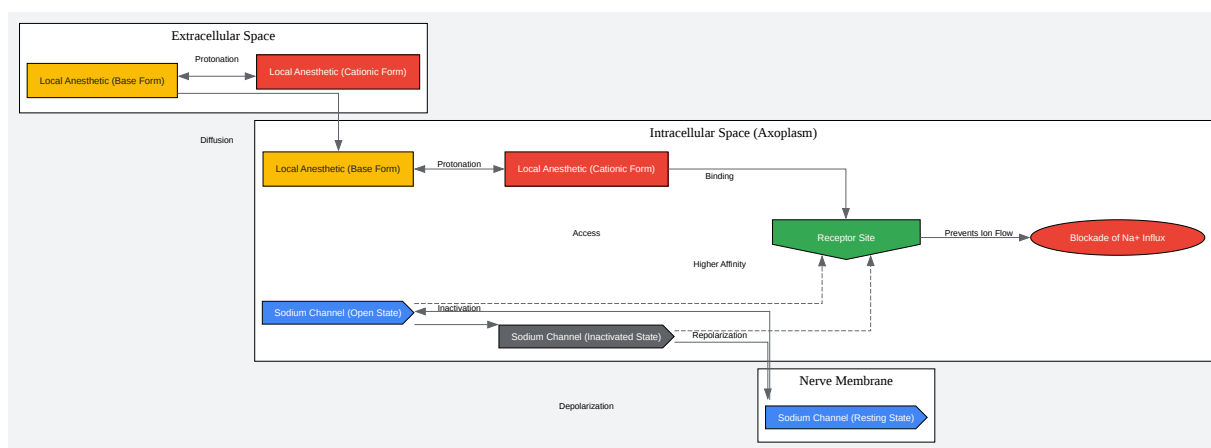 Extracellular Space
Protonation
Local Anesthetic (Base Form)
Local Anesthetic (Cationic Form)
Diffusion
Intracellular Space (Axoplasm)
Local Anesthetic (Base Form)
Protonation
Local Anesthetic (Cationic Form)
Binding
Access
Receptor Site
Prevents Ion Flow
Blockade of Na+ Influx
Higher Affinity
Sodium Channel (Open State)
Inactivation
Sodium Channel (Inactivated State)
Repolarization
Nerve Membrane
Depolarization
Sodium Channel (Resting State)